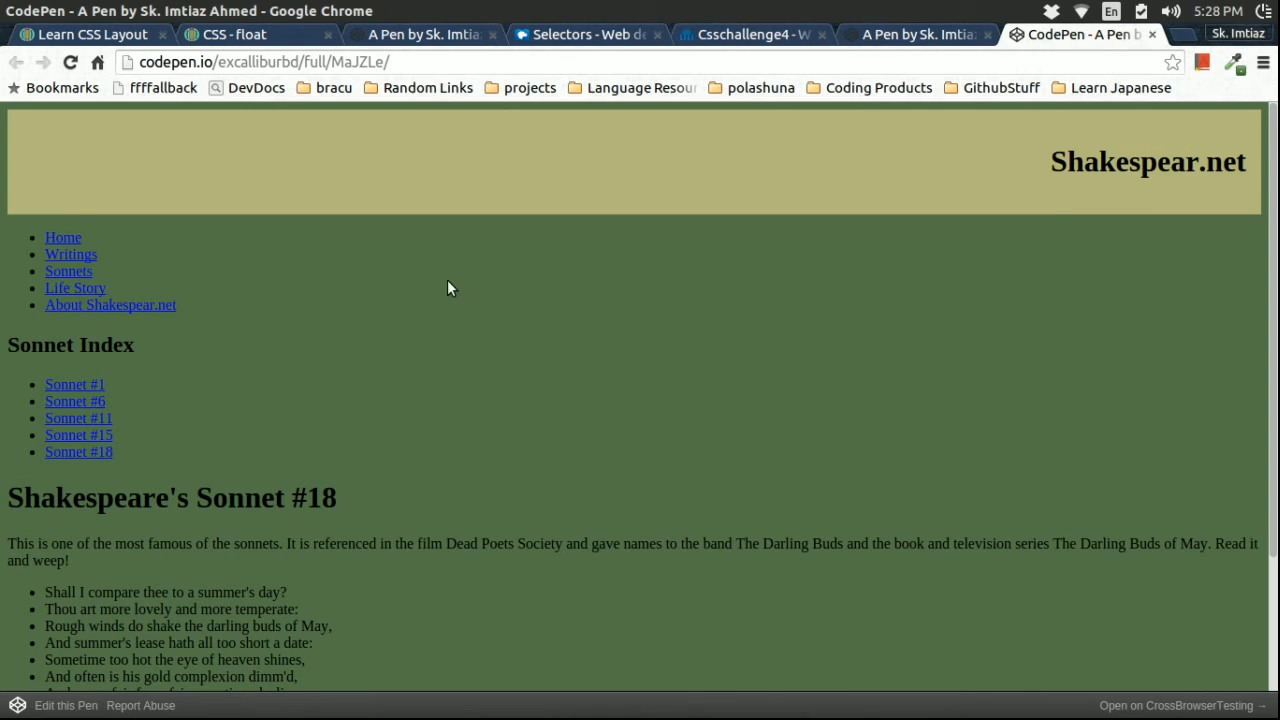 CodePen - A Pen by Sk. Imtiaz Ahmed - Google Chrome
En
5:28 PM
Learn CSS Layout
CSS - float
A Pen by Sk. Imtiaz
Selectors - Web de
Csschallenge4 - W
A Pen by Sk. Imtiaz
CodePen - A Pen b
Sk. Imtiaz
codepen.io/excalliburbd/full/MaJZLe/
Bookmarks
ffffallback
DevDocs
bracu
Random Links
projects
Language Resour
polashuna
Coding Products
GithubStuff
Learn Japanese
Shakespear.net
Home
Writings
Sonnets
Life Story
About Shakespear.net
Sonnet Index
Sonnet #1
Sonnet #6
Sonnet #11
Sonnet #15
Sonnet #18
Shakespeare's Sonnet #18
This is one of the most famous of the sonnets. It is referenced in the film Dead Poets Society and gave names to the band The Darling Buds and the book and television series The Darling Buds of May. Read it
and weep!
Shall I compare thee to a summer's day?
Thou art more lovely and more temperate:
Rough winds do shake the darling buds of May,
And summer's lease hath all too short a date:
Sometime too hot the eye of heaven shines,
And often is his gold complexion dimm'd,
Edit this Pen
Report Abuse
Open on CrossBrowserTesting →